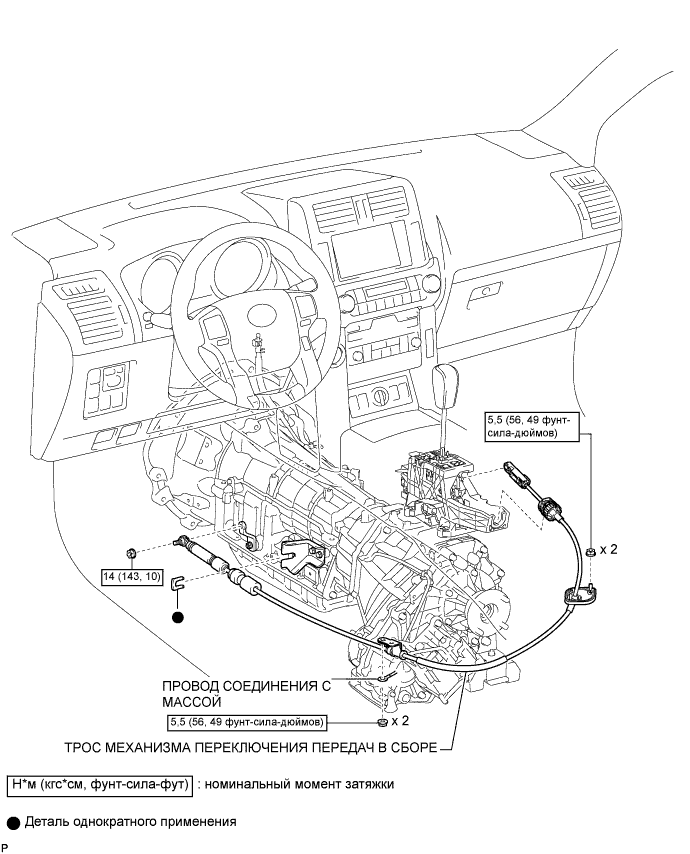 5,5 (56, 49 фунт-
сила-дюймов)
x 2
14 (143, 10)
ПРОВОД СОЕДИНЕНИЯ С
МАССОЙ
5,5 (56, 49 фунт-сила-дюймов)
x 2
ТРОС МЕХАНИЗМА ПЕРЕКЛЮЧЕНИЯ ПЕРЕДАЧ В СБОРЕ
Н*м (кгс*см, фунт-сила-фут) : номинальный момент затяжки
Деталь однократного применения
P